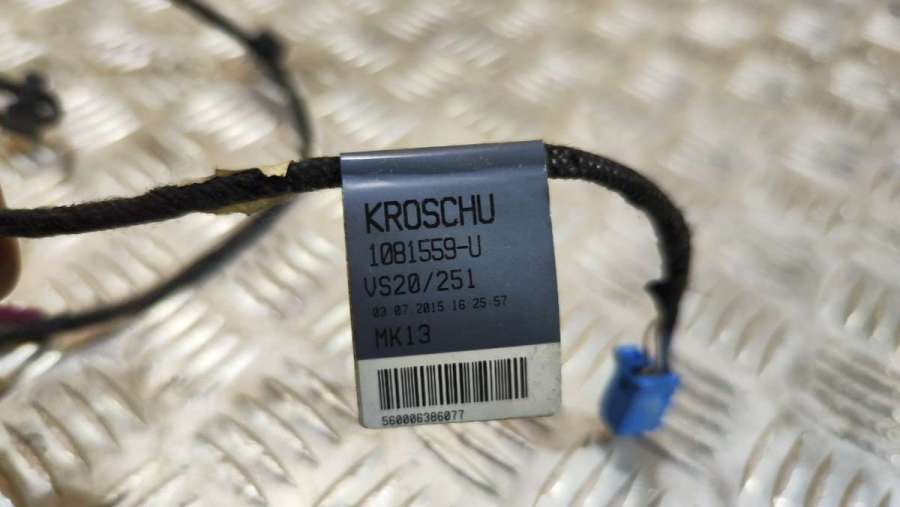 KROSCHU
1081559-U
VS20/251
03 07.2015 16 25:57
MK13
560006386077